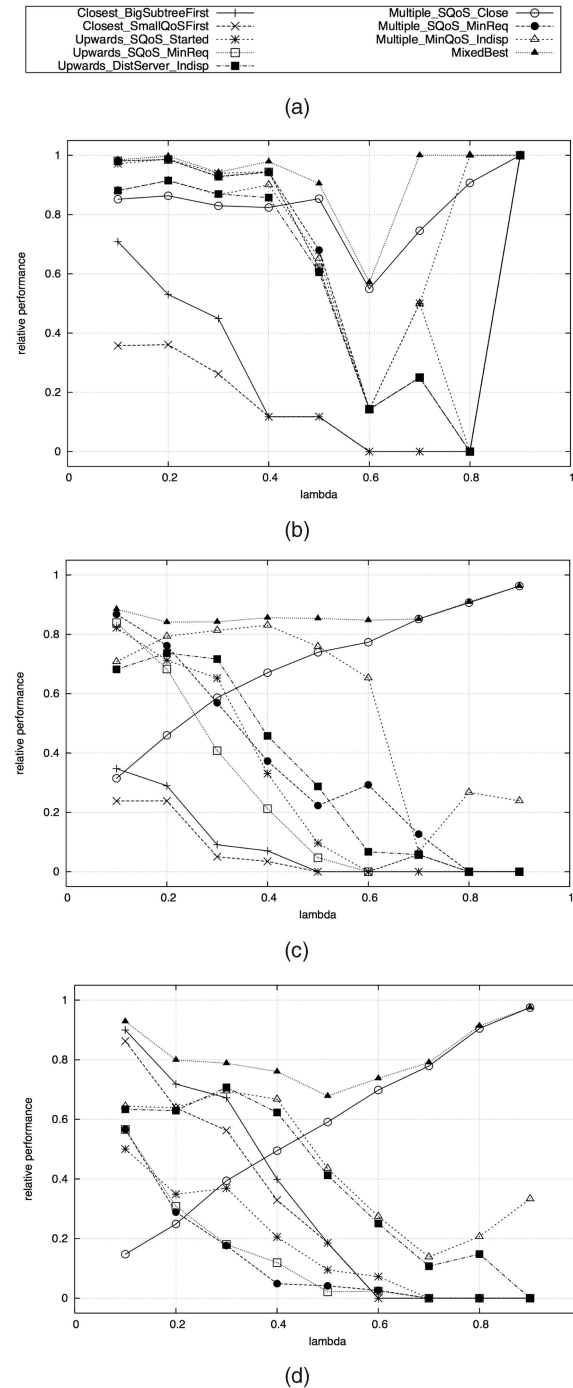 Closest_BigSubtreeFirst
Closest_SmallQoSFirst
Upwards_SQoS_Started
Upwards_SQoS_MinReq
Upwards_DistServer_Indisp
Multiple_SQoS_Close
Multiple_SQoS_MinReq
Multiple_MinQoS_Indisp
MixedBest
(a)
1
0.8
0.6
0.4
0.2
0
relative performance
0 0.2 0.4 0.6 0.8 1
lambda
(b)
1
0.8
0.6
0.4
0.2
0
relative performance
0 0.2 0.4 0.6 0.8 1
lambda
(c)
1
0.8
0.6
0.4
0.2
0
relative performance
0 0.2 0.4 0.6 0.8 1
lambda
(d)